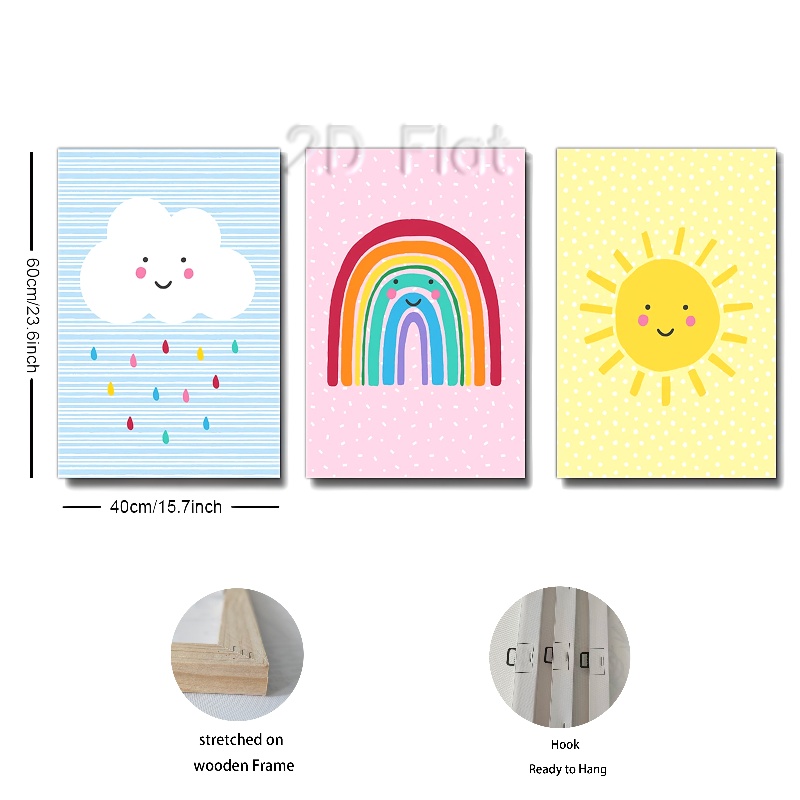 2D Flat
60cm/23.6inch
40cm/15.7inch
stretched on
wooden Frame
Hook
Ready to Hang